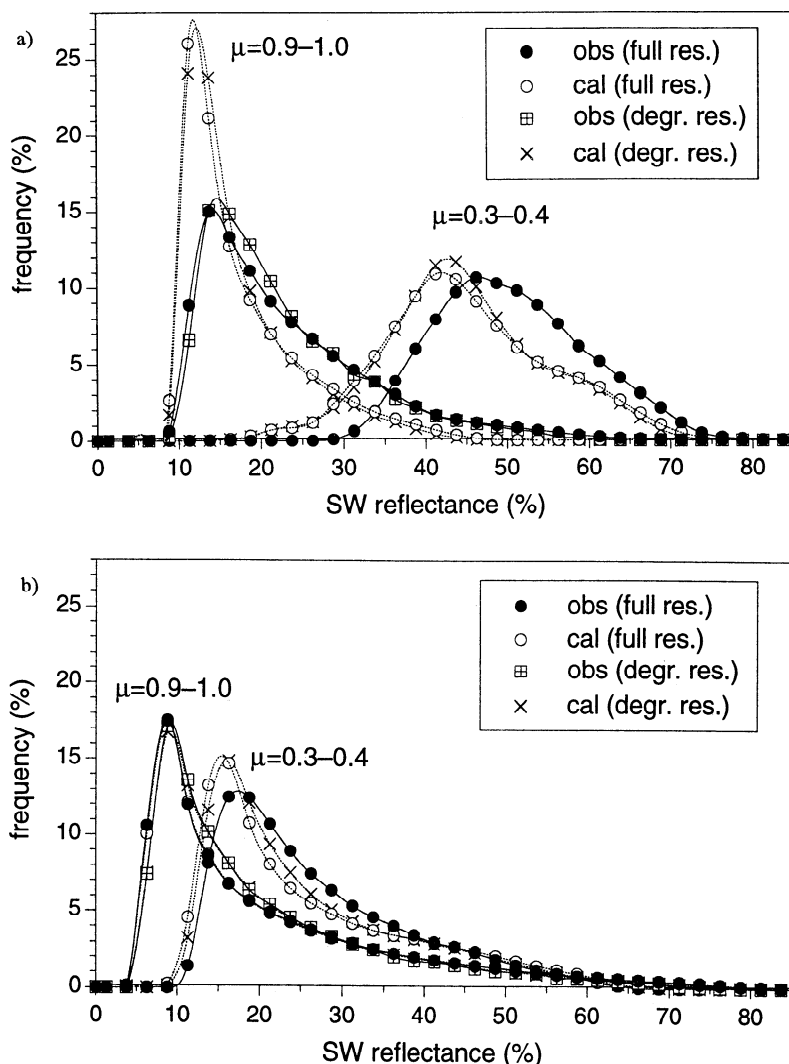 a)
25
20
15
10
5
0
frequency (%)
μ=0.9–1.0
μ=0.3–0.4
obs (full res.)
cal (full res.)
obs (degr. res.)
cal (degr. res.)
0 10 20 30 40 50 60 70 80
SW reflectance (%)
b)
25
20
15
10
5
0
frequency (%)
μ=0.9–1.0
μ=0.3–0.4
obs (full res.)
cal (full res.)
obs (degr. res.)
cal (degr. res.)
0 10 20 30 40 50 60 70 80
SW reflectance (%)